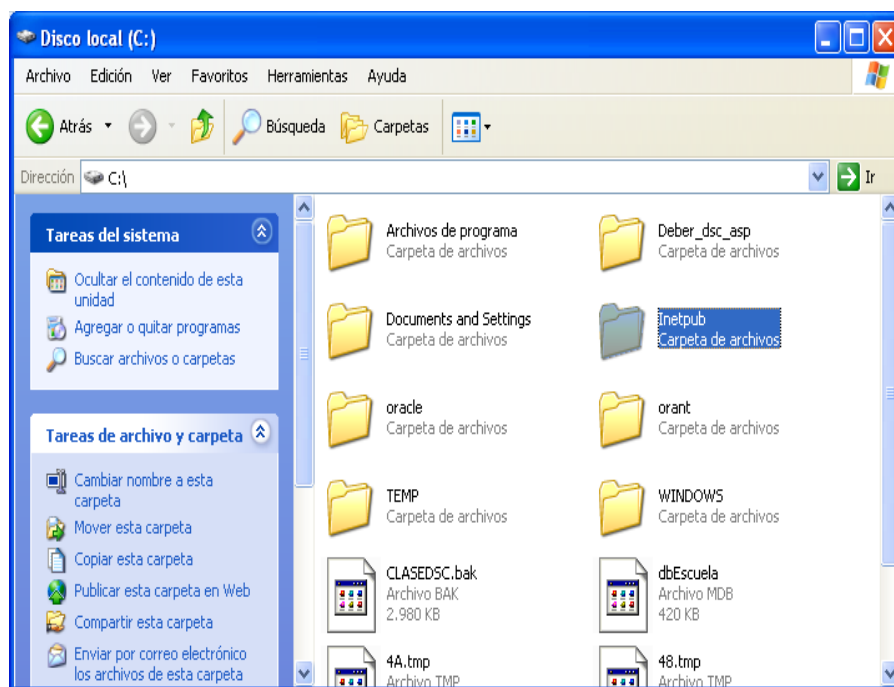 Disco local (C:)
Archivo Edición Ver Favoritos Herramientas Ayuda
Atrás Búsqueda Carpetas
Dirección C:\ Ir
Tareas del sistema
Ocultar el contenido de esta
unidad
Agregar o quitar programas
Buscar archivos o carpetas
Tareas de archivo y carpeta
Cambiar nombre a esta
carpeta
Mover esta carpeta
Copiar esta carpeta
Publicar esta carpeta en Web
Compartir esta carpeta
Enviar por correo electrónico
los archivos de esta carpeta
Archivos de programa
Carpeta de archivos
Deber_dsc_asp
Carpeta de archivos
Documents and Settings
Carpeta de archivos
Inetpub
Carpeta de archivos
oracle
Carpeta de archivos
orant
Carpeta de archivos
TEMP
Carpeta de archivos
WINDOWS
Carpeta de archivos
CLASEDSC.bak
Archivo BAK
2.980 KB
dbEscuela
Archivo MDB
420 KB
4A.tmp
Archivo TMP
48.tmp
Archivo TMP